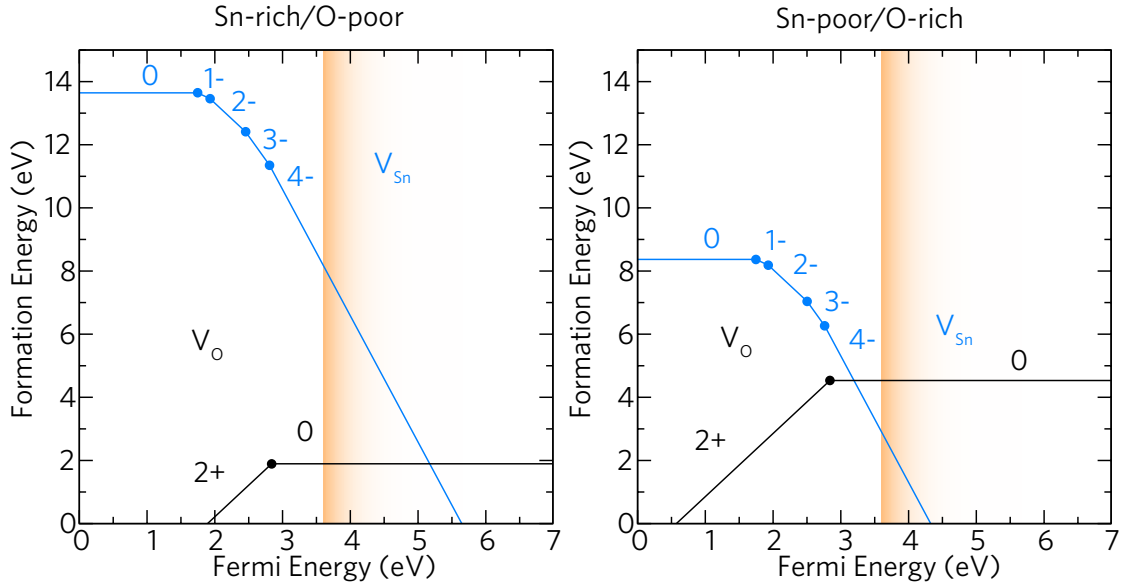 Sn-rich/O-poor
Formation Energy (eV)
14
12
10
8
6
4
2
0
0
1-
2-
3-
4-
V_Sn
V_O
2+
0
0 1 2 3 4 5 6 7
Fermi Energy (eV)
Sn-poor/O-rich
Formation Energy (eV)
14
12
10
8
6
4
2
0
0
1-
2-
3-
4-
V_Sn
V_O
0
2+
0 1 2 3 4 5 6 7
Fermi Energy (eV)